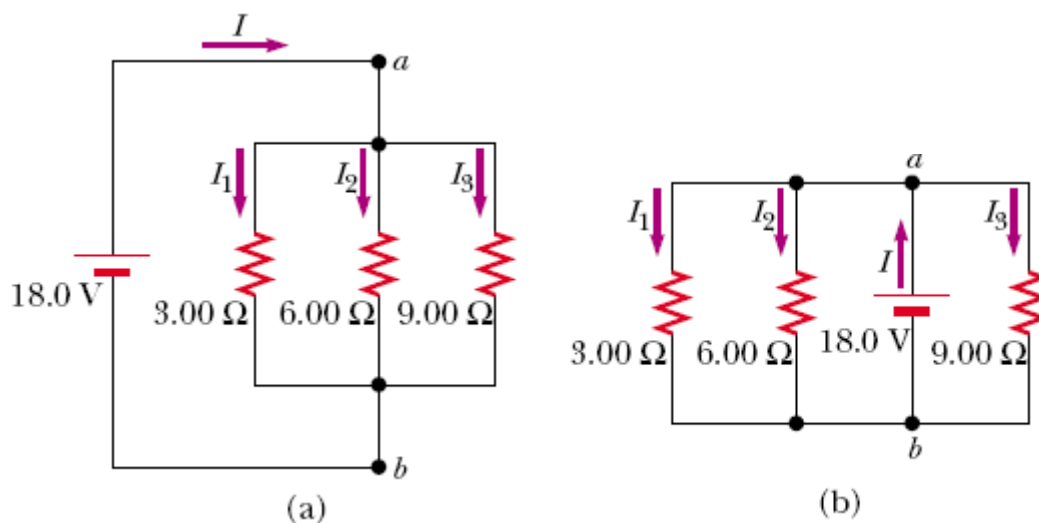 I
a
I1 I2 I3
18.0 V
3.00 Ω 6.00 Ω 9.00 Ω
b
(a)
a
I1 I2 I I3
3.00 Ω 6.00 Ω 18.0 V 9.00 Ω
b
(b)